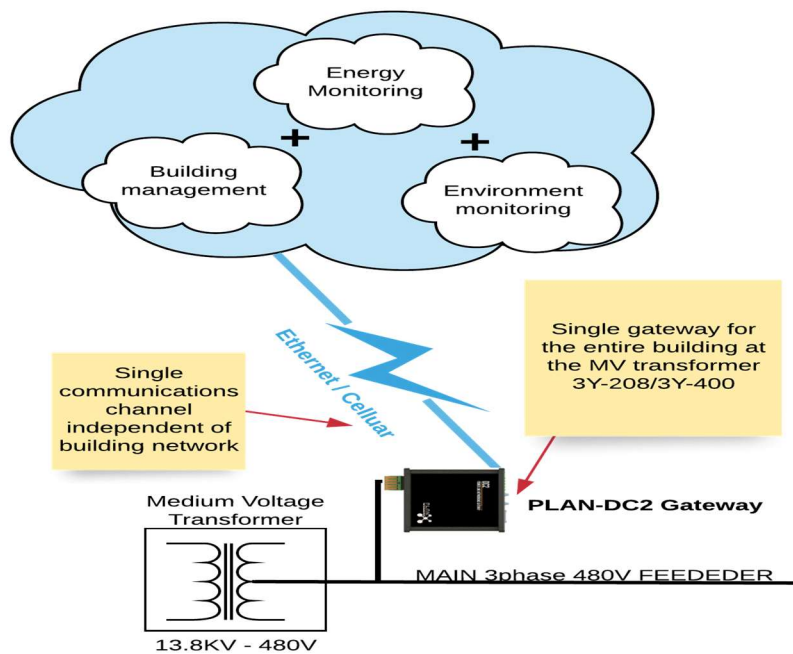 Energy
Monitoring
+
+
Building
management
Environment
monitoring
Ethernet / Celluar
Single
communications
channel
independent of
building network
Single gateway for
the entire building at
the MV transformer
3Y-208/3Y-400
PLAN-DC2 Gateway
Medium Voltage
Transformer
MAIN 3phase 480V FEEDEDER
13.8KV - 480V